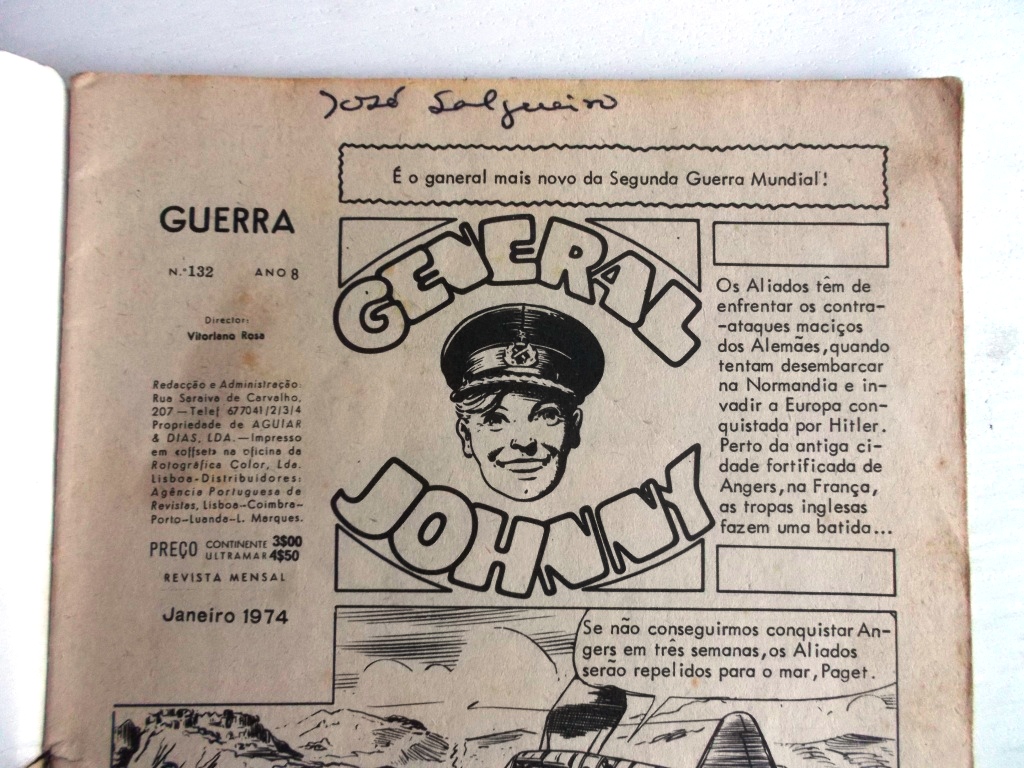 José Salgueiro
É o ganeral mais novo da Segunda Guerra Mundial!
GUERRA
N.º 132 ANO 8
Director:
Vitoriano Rosa
Redacção e Administração
Rua Saraiva de Carvalho,
207 — Telef 677041/2/3/4
Propriedade de AGUIAR
& DIAS, LDA. — Impresso
em «offset» na oficina da
Rotográfica Color, Lda.
Lisboa-Distribuidores:
Agência Portuguesa de
Revistas, Lisboa-Coimbra-
Porto-Luanda-L. Marques.
PREÇO CONTINENTE 3$00
ULTRAMAR 4$50
REVISTA MENSAL
Janeiro 1974
GENERAL
JOHNNY
Os Aliados têm de
enfrentar os contra-
-ataques maciços
dos Alemães, quando
tentam desembarcar
na Normandia e in-
vadir a Europa con-
quistada por Hitler.
Perto da antiga ci-
dade fortificada de
Angers, na França,
as tropas inglesas
fazem uma batida...
Se não conseguirmos conquistar An-
gers em três semanas, os Aliados
serão repelidos para o mar, Paget.